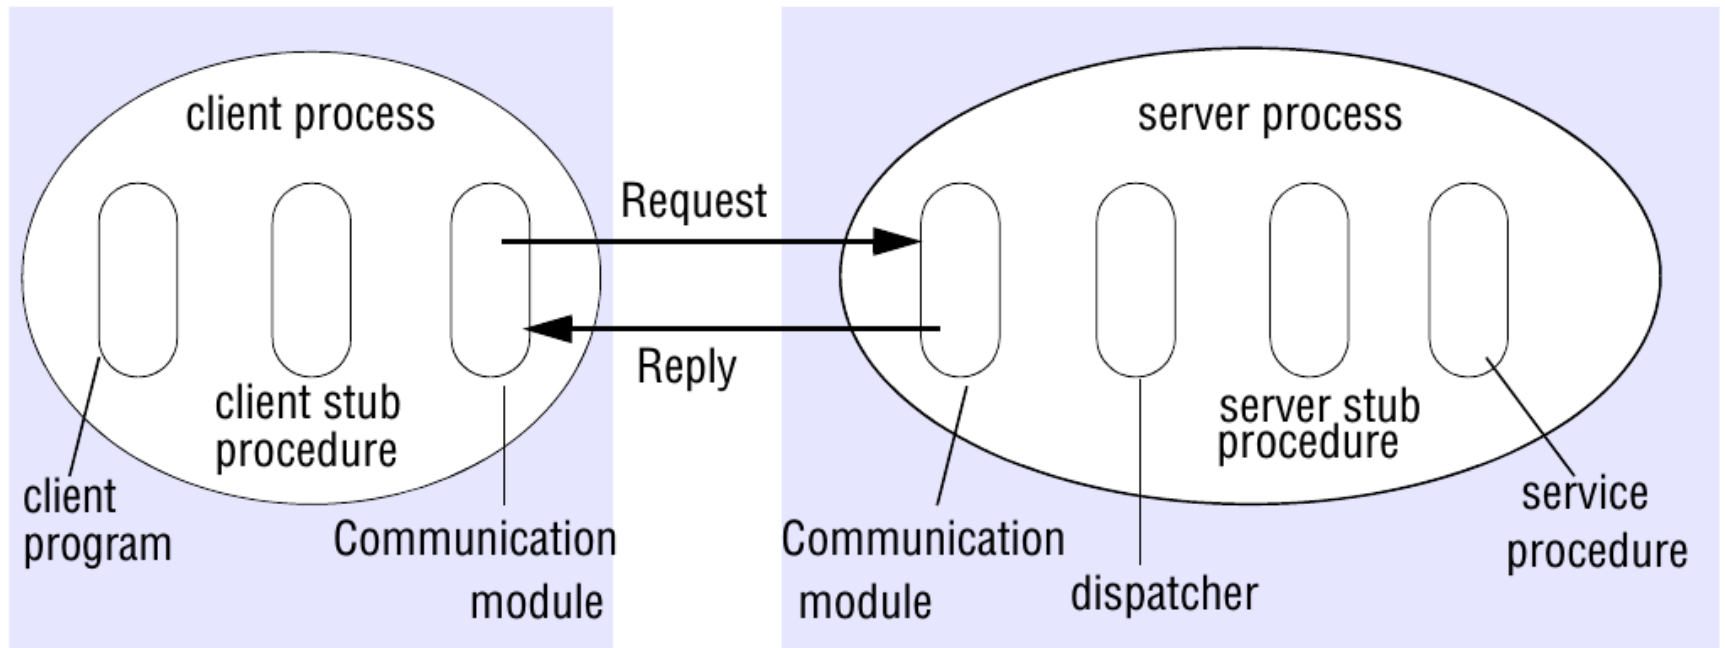 client process
server process
Request
Reply
client stub
procedure
server stub
procedure
client
program
Communication
module
Communication
module
dispatcher
service
procedure